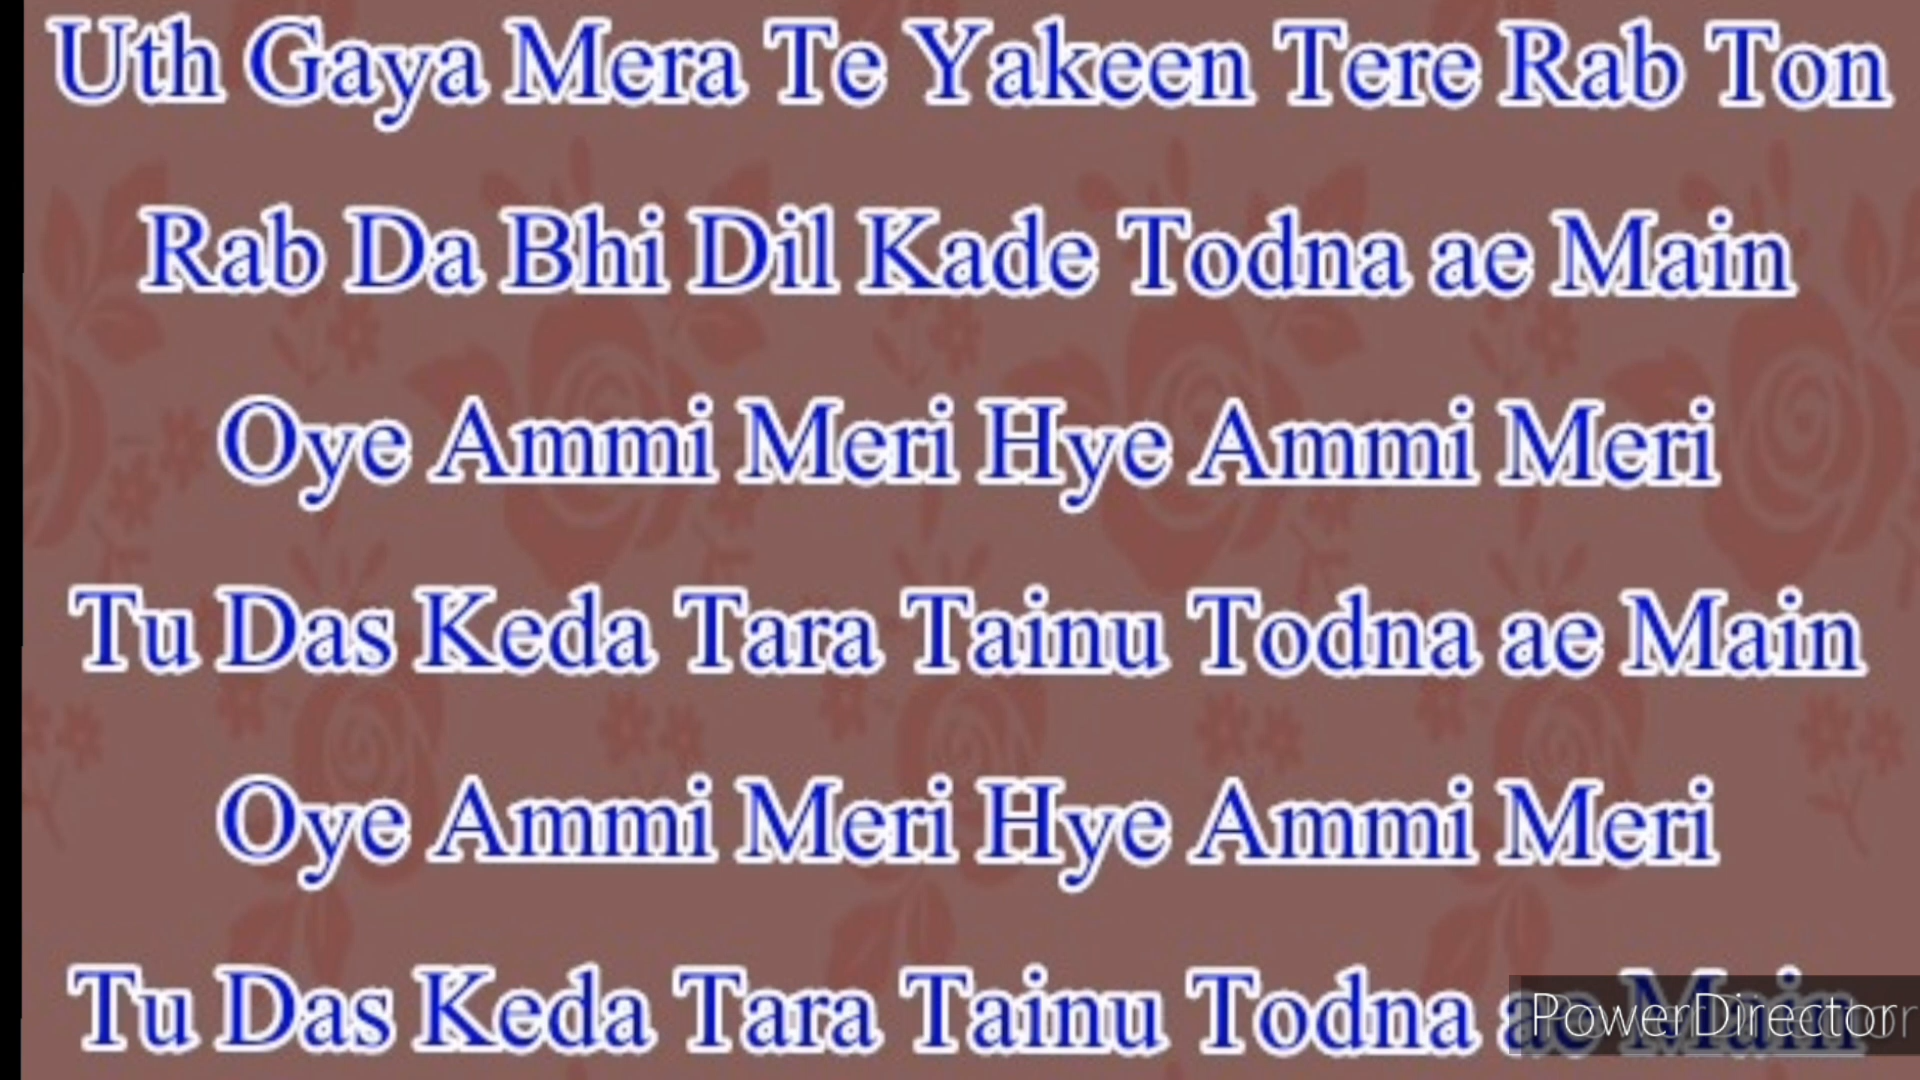 Uth Gaya Mera Te Yakeen Tere Rab Ton
Rab Da Bhi Dil Kade Todna ae Main
Oye Ammi Meri Hye Ammi Meri
Tu Das Keda Tara Tainu Todna ae Main
Oye Ammi Meri Hye Ammi Meri
Tu Das Keda Tara Tainu Todna ae Main
PowerDirector